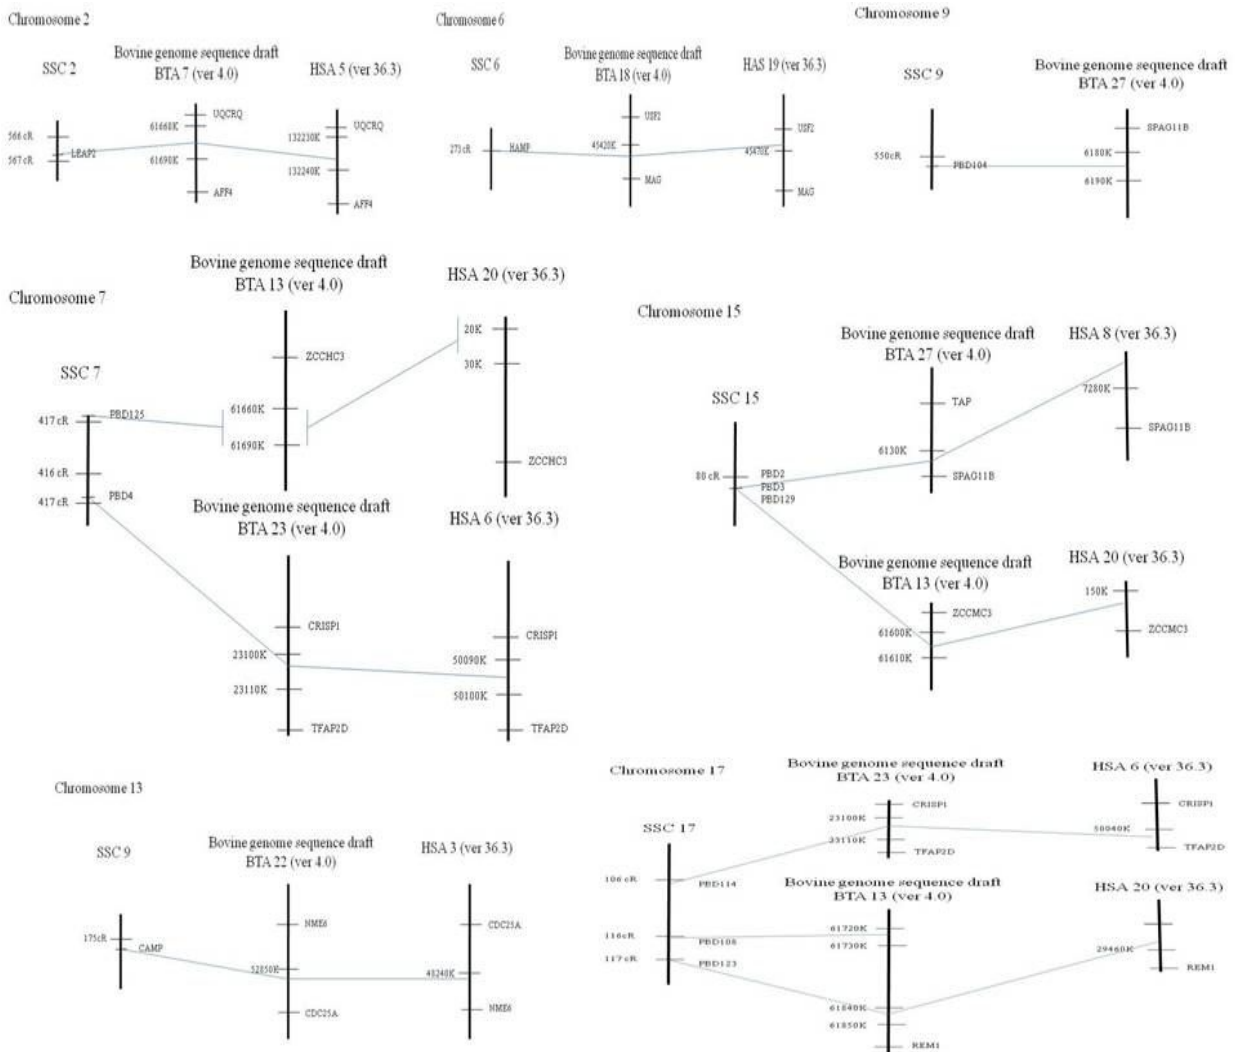 Chromosome 2
SSC 2
566 cR
LEAP2
567 cR
Bovine genome sequence draft
BTA 7 (ver 4.0)
UQCRQ
61660K
61690K
AFF4
HSA 5 (ver 36.3)
UQCRQ
132230K
132240K
AFF4
Chromosome 6
SSC 6
273 cR
HAMP
Bovine genome sequence draft
BTA 18 (ver 4.0)
USF2
45420K
MAG
HAS 19 (ver 36.3)
USF2
45470K
MAG
Chromosome 9
SSC 9
550cR
PBD104
Bovine genome sequence draft
BTA 27 (ver 4.0)
SPAG11B
6180K
6190K
Chromosome 7
SSC 7
417 cR
PBD125
416 cR
PBD4
417 cR
Bovine genome sequence draft
BTA 13 (ver 4.0)
ZCCHC3
61660K
61690K
HSA 20 (ver 36.3)
20K
30K
ZCCHC3
Bovine genome sequence draft
BTA 23 (ver 4.0)
CRISP1
23100K
23110K
TFAP2D
HSA 6 (ver 36.3)
CRISP1
50090K
50100K
TFAP2D
Chromosome 15
SSC 15
80 cR
PBD2
PBD3
PBD129
Bovine genome sequence draft
BTA 27 (ver 4.0)
TAP
6130K
SPAG11B
HSA 8 (ver 36.3)
7280K
SPAG11B
Bovine genome sequence draft
BTA 13 (ver 4.0)
ZCCMC3
61600K
61610K
HSA 20 (ver 36.3)
150K
ZCCMC3
Chromosome 13
SSC 9
175cR
CAMP
Bovine genome sequence draft
BTA 22 (ver 4.0)
NME6
52850K
CDC25A
HSA 3 (ver 36.3)
CDC25A
48240K
NME6
Chromosome 17
SSC 17
106 cR
PBD114
116cR
PBD108
117 cR
PBD123
Bovine genome sequence draft
BTA 23 (ver 4.0)
CRISP1
23100K
23110K
TFAP2D
HSA 6 (ver 36.3)
CRISP1
50040K
TFAP2D
Bovine genome sequence draft
BTA 13 (ver 4.0)
61720K
61730K
61840K
61850K
REM1
HSA 20 (ver 36.3)
29460K
REM1